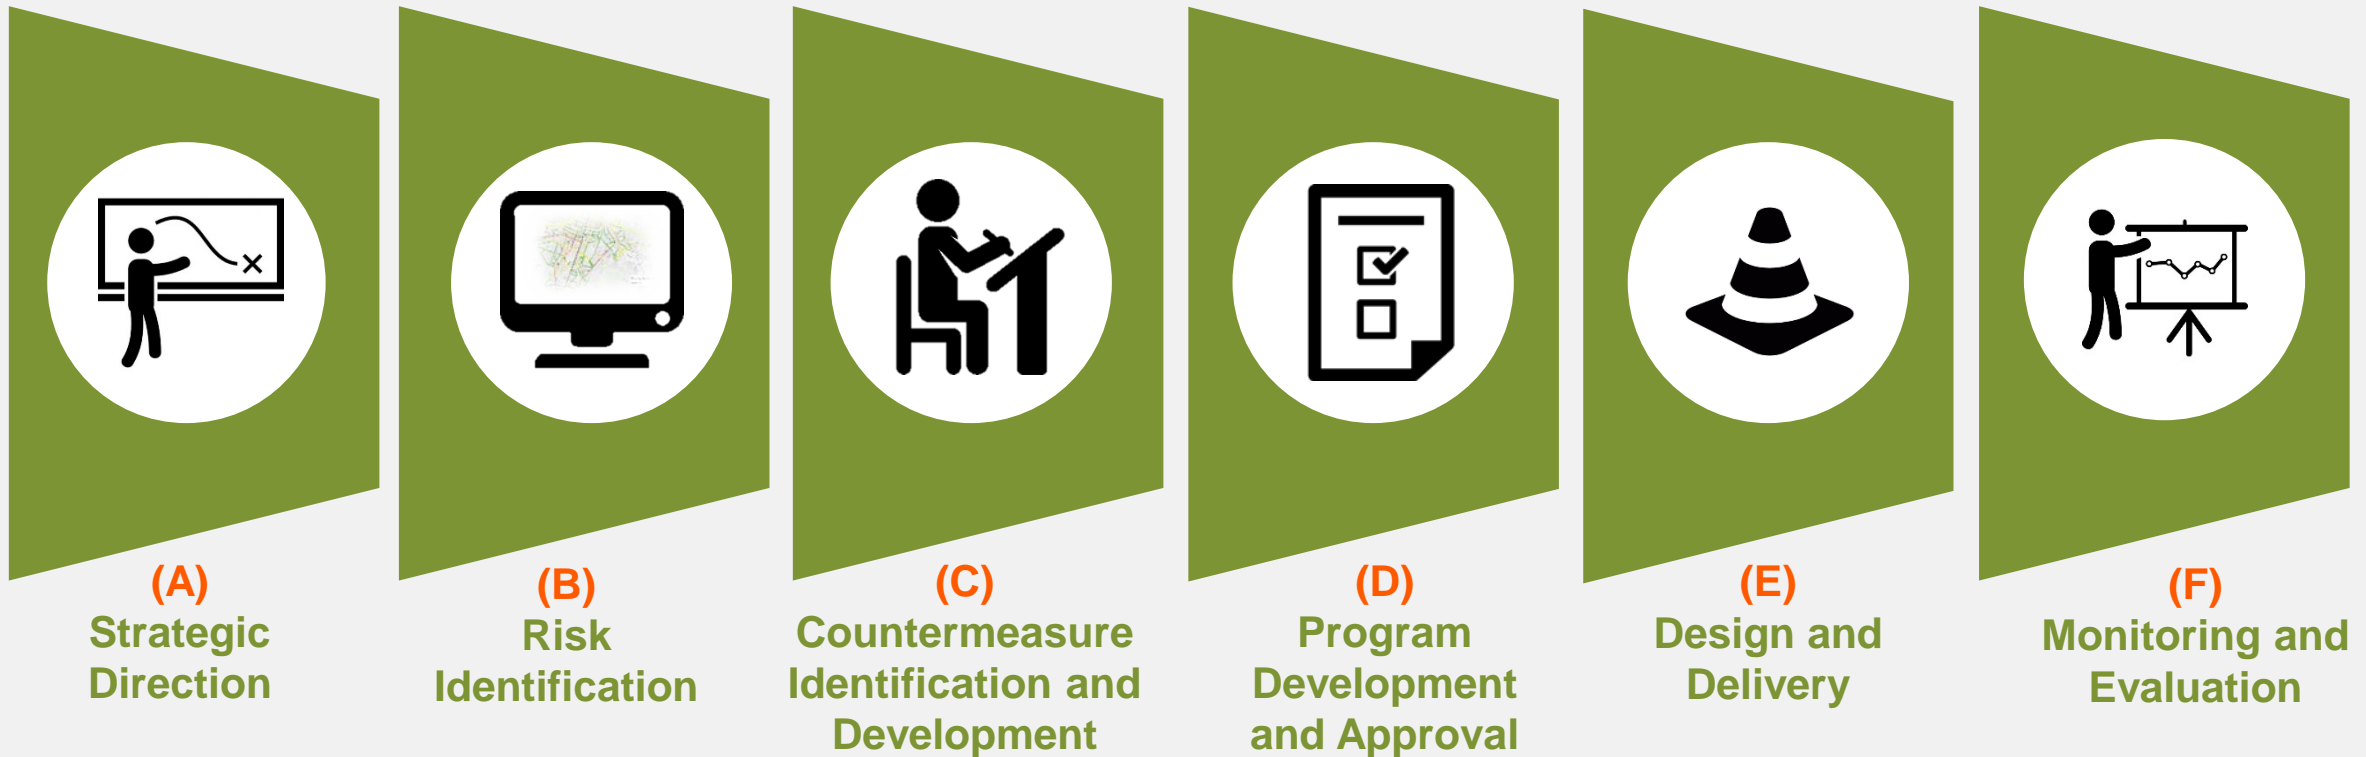 (A)
Strategic
Direction
(B)
Risk
Identification
(C)
Countermeasure
Identification and
Development
(D)
Program
Development
and Approval
(E)
Design and
Delivery
(F)
Monitoring and
Evaluation